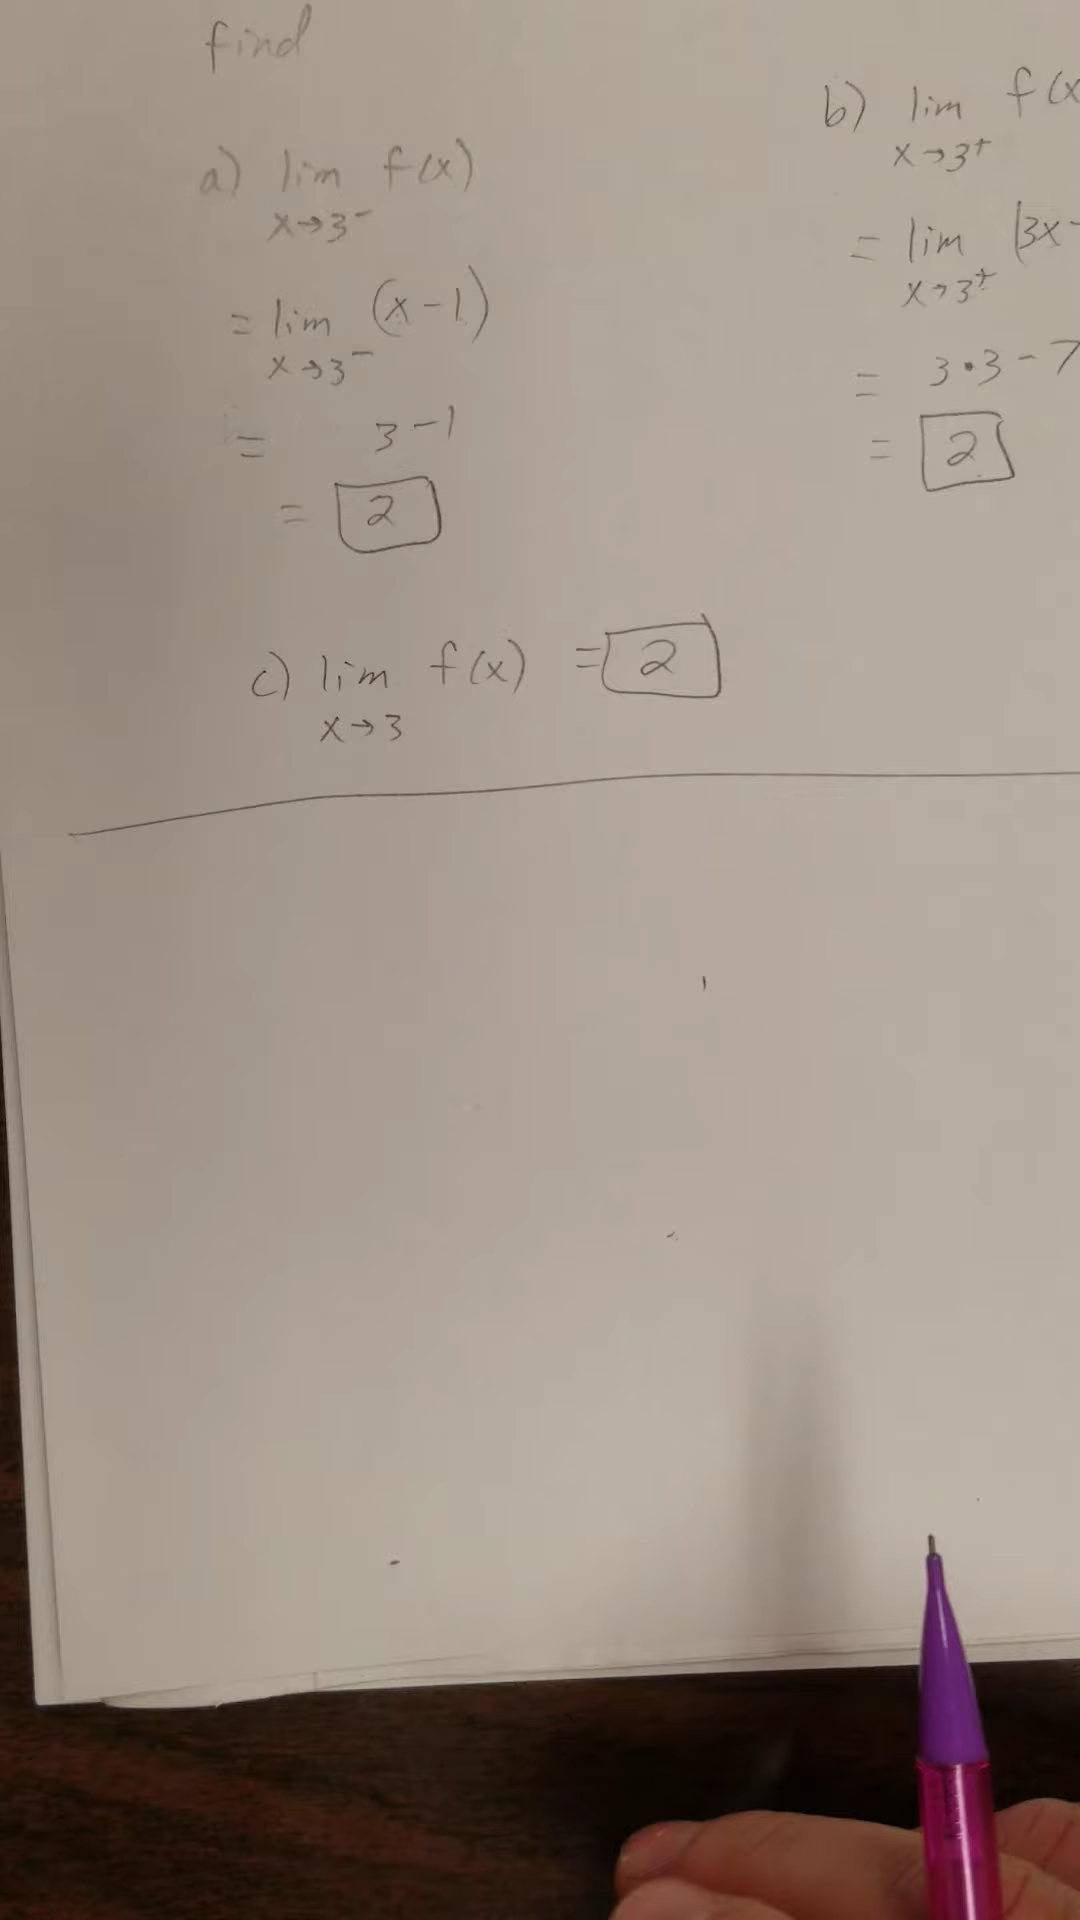 find
a) lim f(x)
x→3⁻
= lim (x-1)
x→3⁻
= 3-1
= 2
b) lim f(x
x→3⁺
= lim (3x-
x→3⁺
= 3•3-7
= 2
c) lim f(x) = 2
x→3